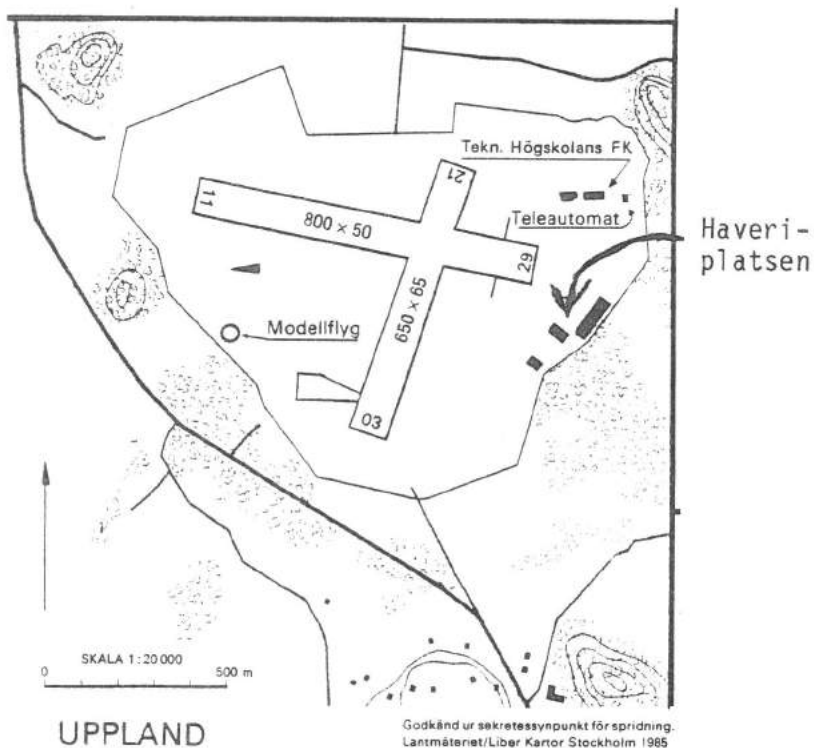 Tekn. Högskolans FK
21
11
800 × 50
Teleautomat
Haveri-
platsen
29
650 × 65
Modellflyg
03
SKALA 1:20 000
0 500 m
UPPLAND
Godkänd ur sekretessynpunkt för spridning.
Lantmäteriet/Liber Kartor Stockholm 1985